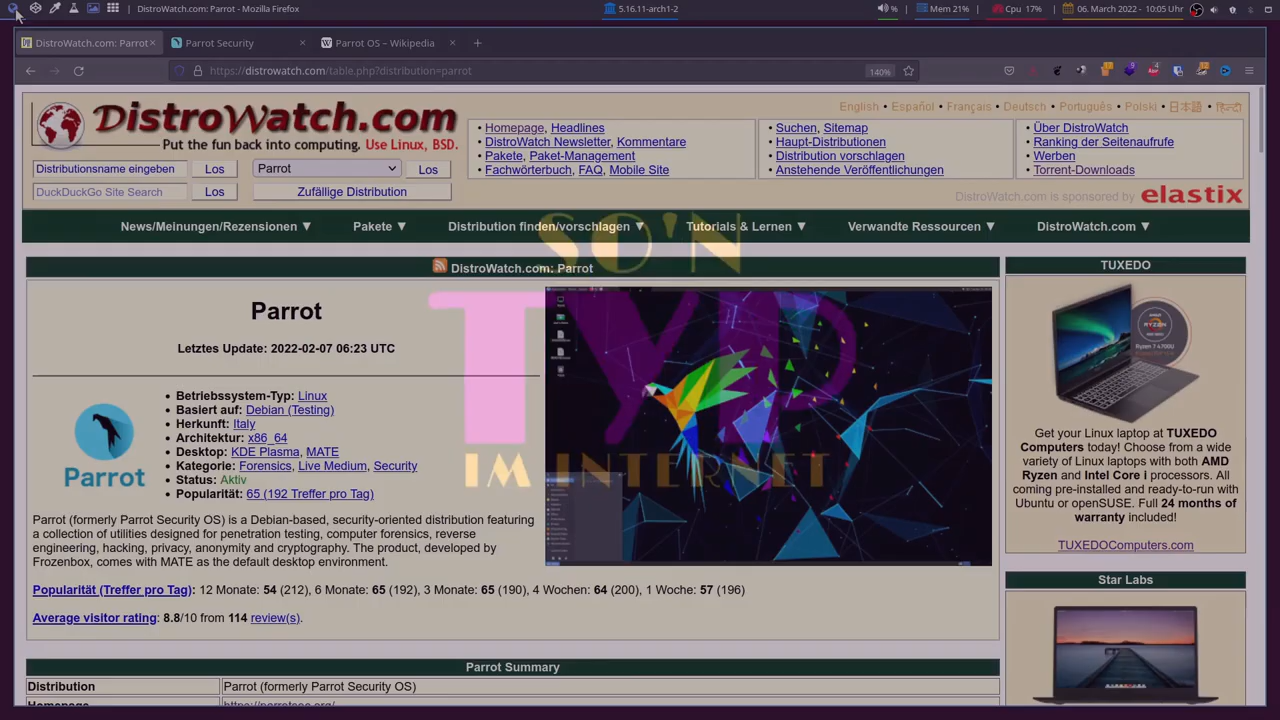 DistroWatch.com: Parrot - Mozilla Firefox
5.16.11-arch1-2
%
Mem 21%
Cpu 17%
06. March 2022 - 10:05 Uhr
DistroWatch.com: Parrot
Parrot Security
Parrot OS – Wikipedia
https://distrowatch.com/table.php?distribution=parrot
140%
English • Español • Français • Deutsch • Português • Polski • 日本語 • हिन्दी
DistroWatch.com
Put the fun back into computing. Use Linux, BSD.
Distributionsname eingeben Los
Parrot Los
DuckDuckGo Site Search Los
Zufällige Distribution
• Homepage, Headlines
• DistroWatch Newsletter, Kommentare
• Pakete, Paket-Management
• Fachwörterbuch, FAQ, Mobile Site
• Suchen, Sitemap
• Haupt-Distributionen
• Distribution vorschlagen
• Anstehende Veröffentlichungen
• Über DistroWatch
• Ranking der Seitenaufrufe
• Werben
• Torrent-Downloads
DistroWatch.com is sponsored by elastix
News/Meinungen/Rezensionen ▼ Pakete ▼ Distribution finden/vorschlagen ▼ Tutorials & Lernen ▼ Verwandte Ressourcen ▼ DistroWatch.com ▼
SO'N
TYP
IM INTERNET
DistroWatch.com: Parrot
Parrot
Letztes Update: 2022-02-07 06:23 UTC
Parrot
• Betriebssystem-Typ: Linux
• Basiert auf: Debian (Testing)
• Herkunft: Italy
• Architektur: x86_64
• Desktop: KDE Plasma, MATE
• Kategorie: Forensics, Live Medium, Security
• Status: Aktiv
• Popularität: 65 (192 Treffer pro Tag)
Parrot (formerly Parrot Security OS) is a Debian-based, security-oriented distribution featuring
a collection of utilities designed for penetration testing, computer forensics, reverse
engineering, hacking, privacy, anonymity and cryptography. The product, developed by
Frozenbox, comes with MATE as the default desktop environment.
Popularität (Treffer pro Tag): 12 Monate: 54 (212), 6 Monate: 65 (192), 3 Monate: 65 (190), 4 Wochen: 64 (200), 1 Woche: 57 (196)
Average visitor rating: 8.8/10 from 114 review(s).
Parrot Summary
Distribution Parrot (formerly Parrot Security OS)
Homepage https://parrotsec.org/
TUXEDO
RYZEN
Ryzen 7 4700U
Get your Linux laptop at TUXEDO
Computers today! Choose from a wide
variety of Linux laptops with both AMD
Ryzen and Intel Core i processors. All
coming pre-installed and ready-to-run with
Ubuntu or openSUSE. Full 24 months of
warranty included!
TUXEDOComputers.com
Star Labs